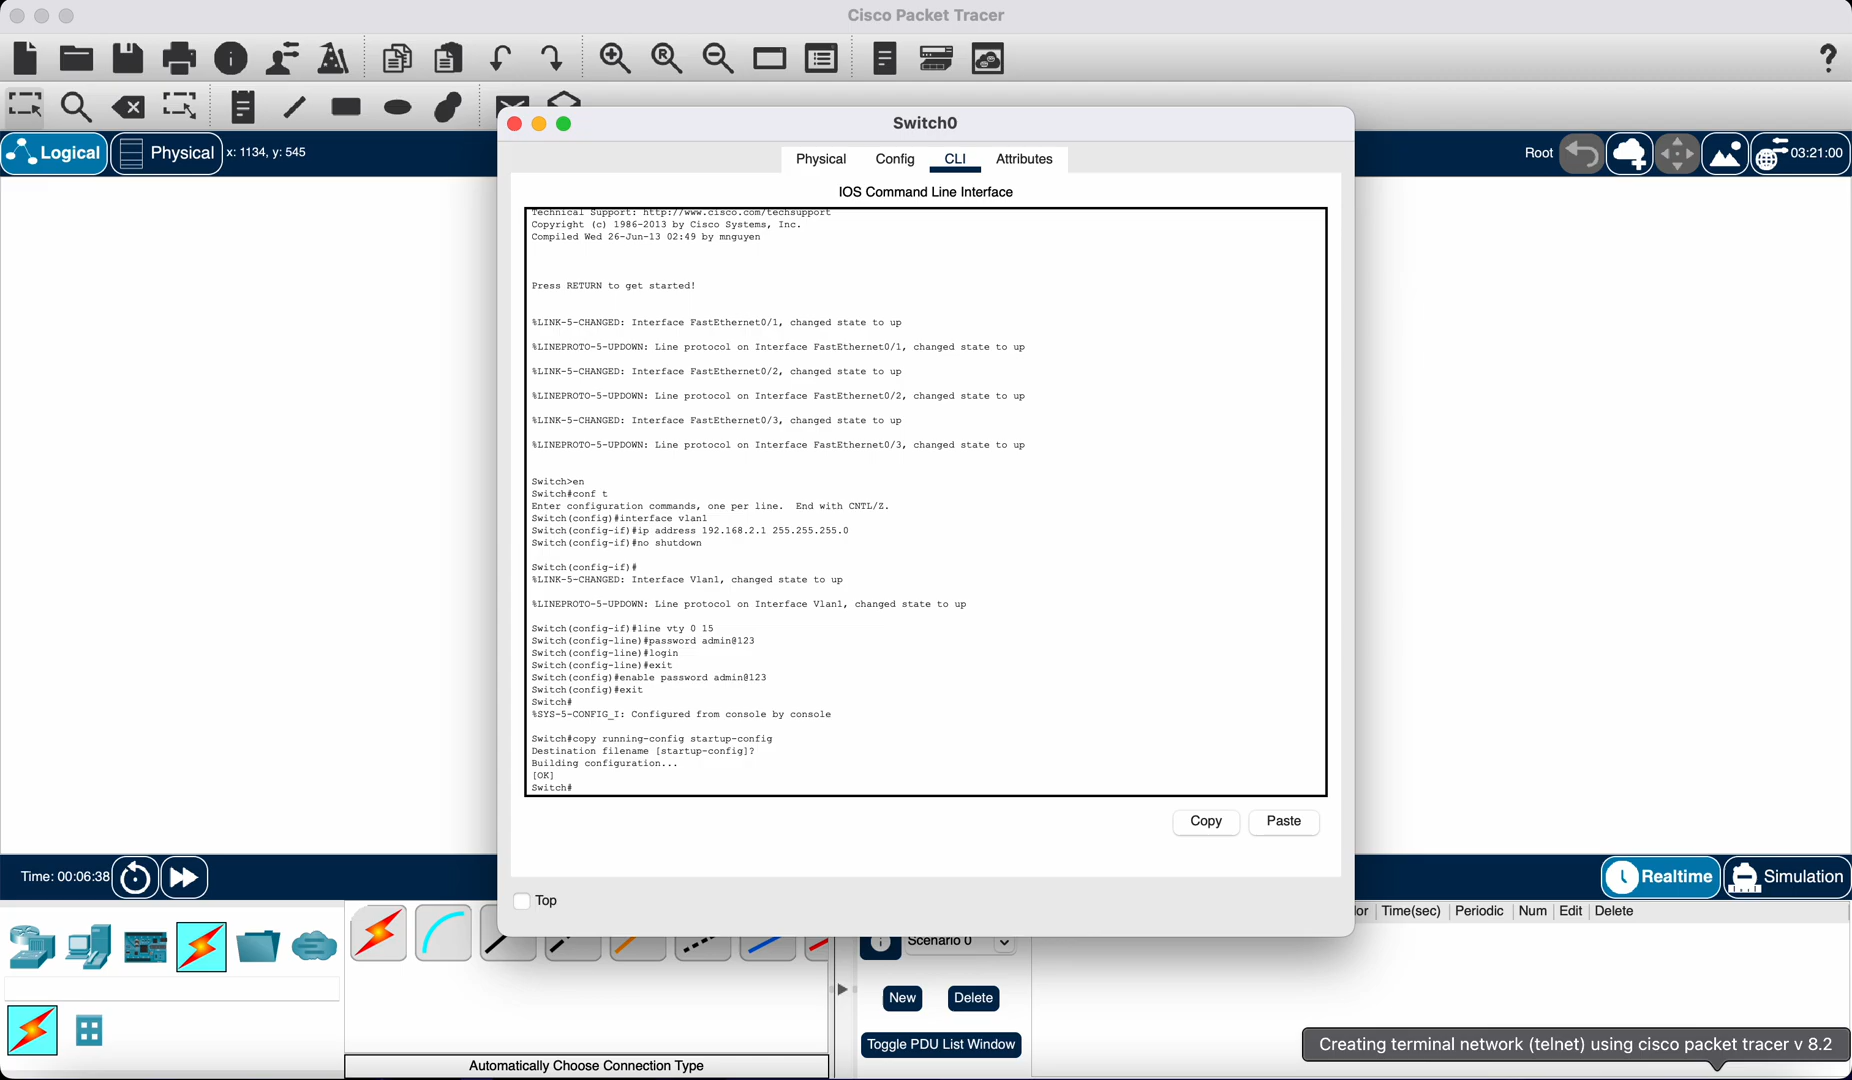 Cisco Packet Tracer
Logical
Physical
x: 1134, y: 545
Root
03:21:00
Switch0
Physical
Config
CLI
Attributes
IOS Command Line Interface
Technical Support: http://www.cisco.com/techsupport
Copyright (c) 1986-2013 by Cisco Systems, Inc.
Compiled Wed 26-Jun-13 02:49 by mnguyen
Press RETURN to get started!
%LINK-5-CHANGED: Interface FastEthernet0/1, changed state to up
%LINEPROTO-5-UPDOWN: Line protocol on Interface FastEthernet0/1, changed state to up
%LINK-5-CHANGED: Interface FastEthernet0/2, changed state to up
%LINEPROTO-5-UPDOWN: Line protocol on Interface FastEthernet0/2, changed state to up
%LINK-5-CHANGED: Interface FastEthernet0/3, changed state to up
%LINEPROTO-5-UPDOWN: Line protocol on Interface FastEthernet0/3, changed state to up
Switch>en
Switch#conf t
Enter configuration commands, one per line.  End with CNTL/Z.
Switch(config)#interface vlan1
Switch(config-if)#ip address 192.168.2.1 255.255.255.0
Switch(config-if)#no shutdown
Switch(config-if)#
%LINK-5-CHANGED: Interface Vlan1, changed state to up
%LINEPROTO-5-UPDOWN: Line protocol on Interface Vlan1, changed state to up
Switch(config-if)#line vty 0 15
Switch(config-line)#password admin@123
Switch(config-line)#login
Switch(config-line)#exit
Switch(config)#enable password admin@123
Switch(config)#exit
Switch#
%SYS-5-CONFIG_I: Configured from console by console
Switch#copy running-config startup-config
Destination filename [startup-config]?
Building configuration...
[OK]
Switch#
Copy
Paste
Top
Time: 00:06:38
Realtime
Simulation
Time(sec)
Periodic
Num
Edit
Delete
Scenario 0
New
Delete
Toggle PDU List Window
Automatically Choose Connection Type
Creating terminal network (telnet) using cisco packet tracer v 8.2